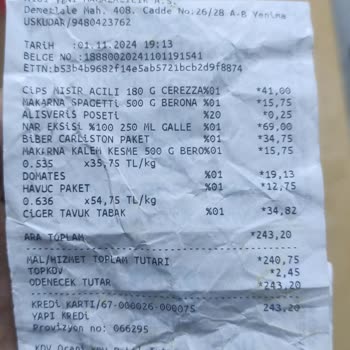 Demetlale Mah. 408. Cadde No:26/28 A-B Yenima
USKUDAR/9480423762
TARİH :01.11.2024 19:13
BELGE NO :18880020241101191541
ETTN:b53b4b9682f14e5ab5721bcb2d9f8874
CiPS MISIR ACILI 180 G CEREZZA%01 *41,00
MAKARNA SPAGETTI 500 G BERONA%01 *15,75
ALISVERIS POSETI %20 *0,25
NAR EKSISI %100 250 ML GALLE %01 *69,00
BiBER CARLISTON PAKET %01 *34,75
MAKARNA KALEM KESME 500 G BERO%01 *15,75
0.535 x35,75 TL/kg
DOMATES %01 *19,13
HAVUC PAKET %01 *12,75
0.636 x54,75 TL/kg
CiGER TAVUK TABAK %01 *34,82
ARA TOPLAM *243,20
MAL/HIZMET TOPLAM TUTARI *240,75
TOPKDV *2,45
ODENECEK TUTAR *243,20
KREDI KARTI/67-000026-000075 243,20
YAPI KREDI
Provizyon no: 066295